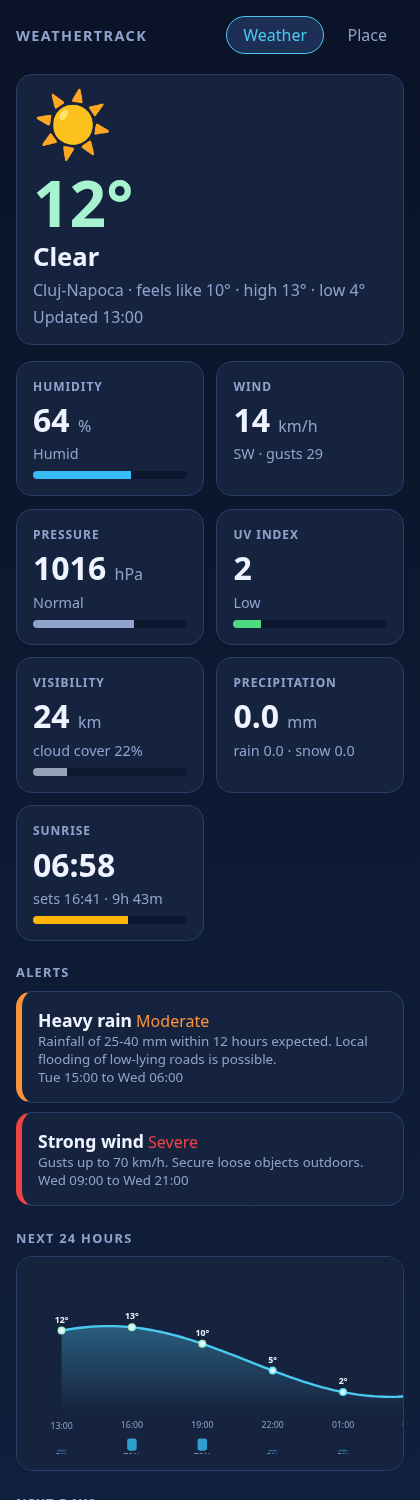 WEATHERTRACK
Weather
Place
12°
Clear
Cluj-Napoca · feels like 10° · high 13° · low 4°
Updated 13:00
HUMIDITY
64 %
Humid
WIND
14 km/h
SW · gusts 29
PRESSURE
1016 hPa
Normal
UV INDEX
2
Low
VISIBILITY
24 km
cloud cover 22%
PRECIPITATION
0.0 mm
rain 0.0 · snow 0.0
SUNRISE
06:58
sets 16:41 · 9h 43m
ALERTS
Heavy rain Moderate
Rainfall of 25-40 mm within 12 hours expected. Local
flooding of low-lying roads is possible.
Tue 15:00 to Wed 06:00
Strong wind Severe
Gusts up to 70 km/h. Secure loose objects outdoors.
Wed 09:00 to Wed 21:00
NEXT 24 HOURS
12° 13° 10° 5° 2°
13:00 16:00 19:00 22:00 01:00